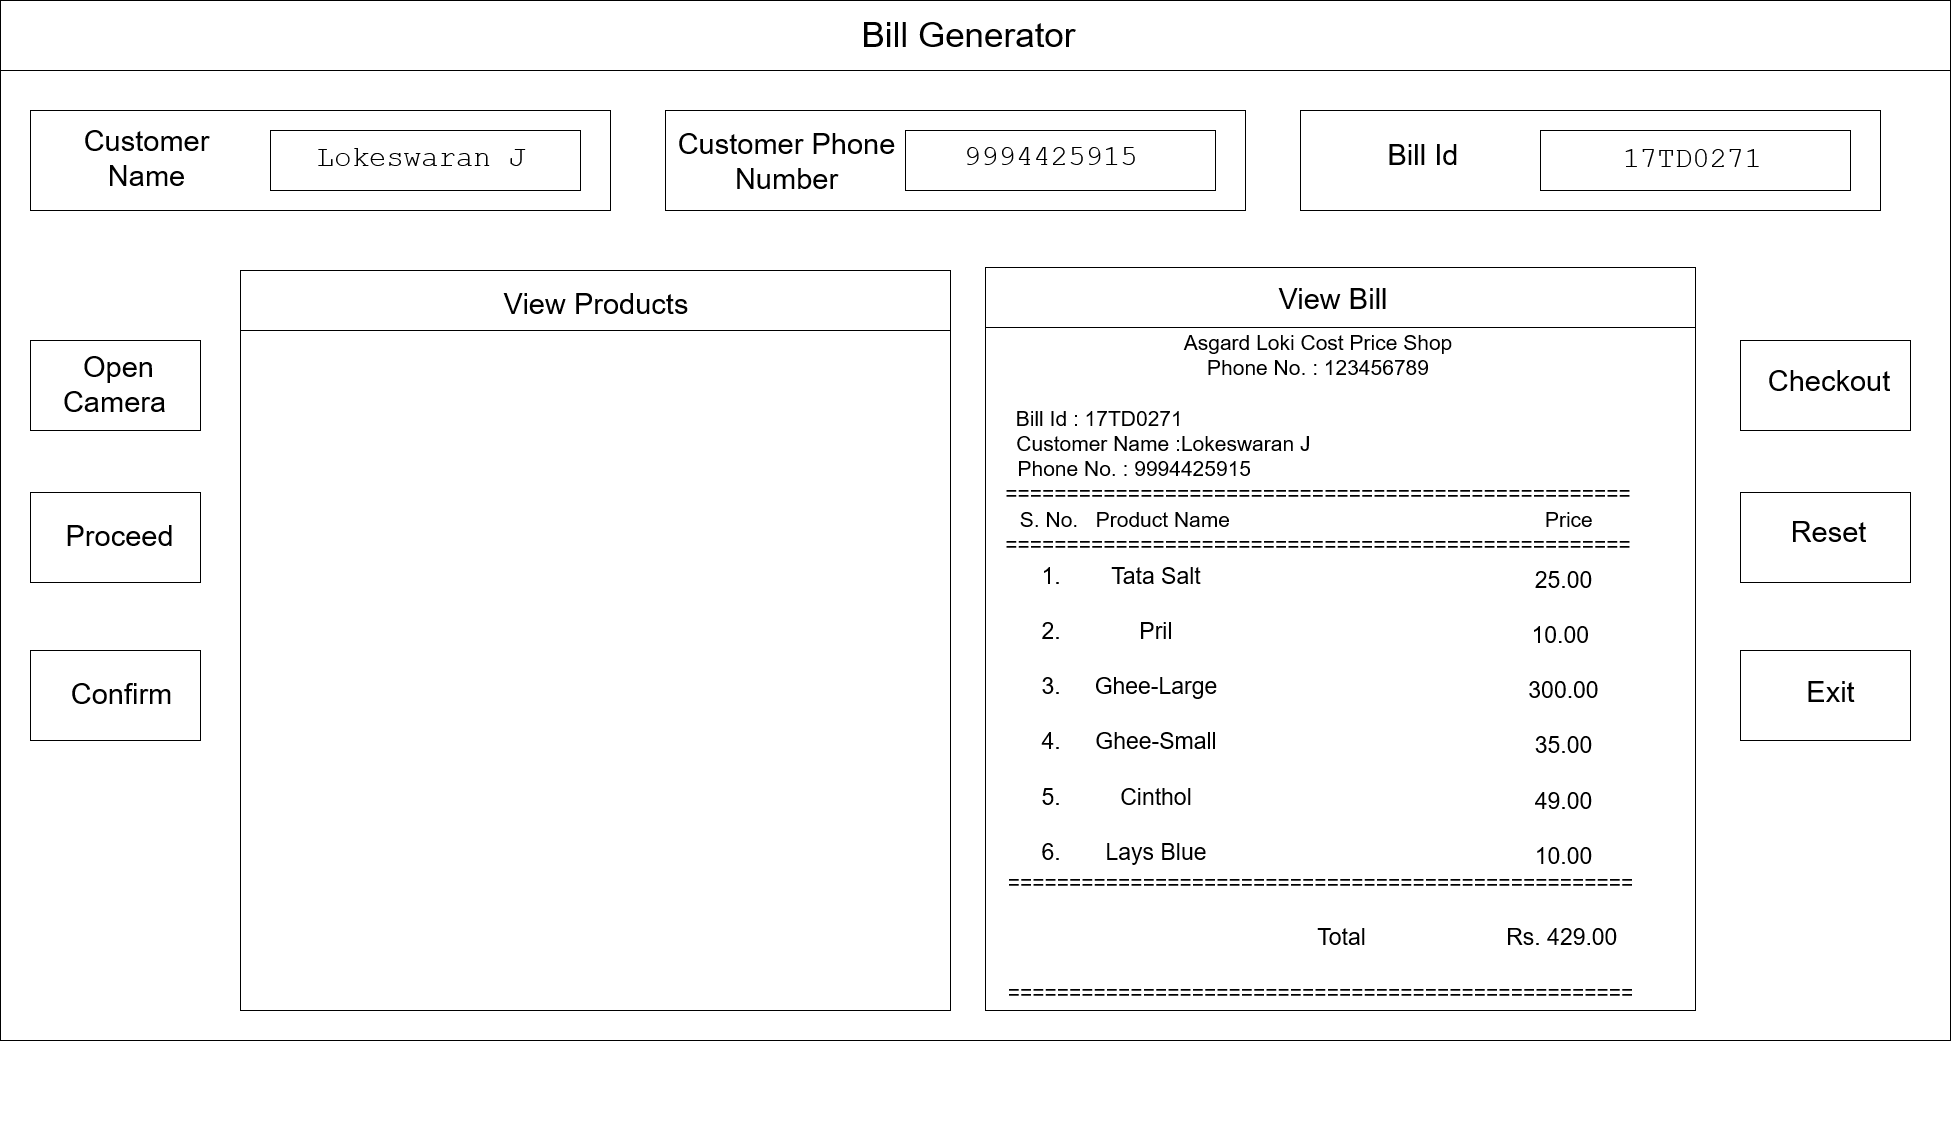 Bill Generator
Customer
Name
Lokeswaran J
Customer Phone
Number
9994425915
Bill Id
17TD0271
Open
Camera
Proceed
Confirm
View Products
View Bill
Asgard Loki Cost Price Shop
Phone No. : 123456789
Bill Id : 17TD0271
Customer Name :Lokeswaran J
Phone No. : 9994425915
===================================================
S. No. Product Name Price
===================================================
1. Tata Salt 25.00
2. Pril 10.00
3. Ghee-Large 300.00
4. Ghee-Small 35.00
5. Cinthol 49.00
6. Lays Blue 10.00
===================================================
Total Rs. 429.00
===================================================
Checkout
Reset
Exit